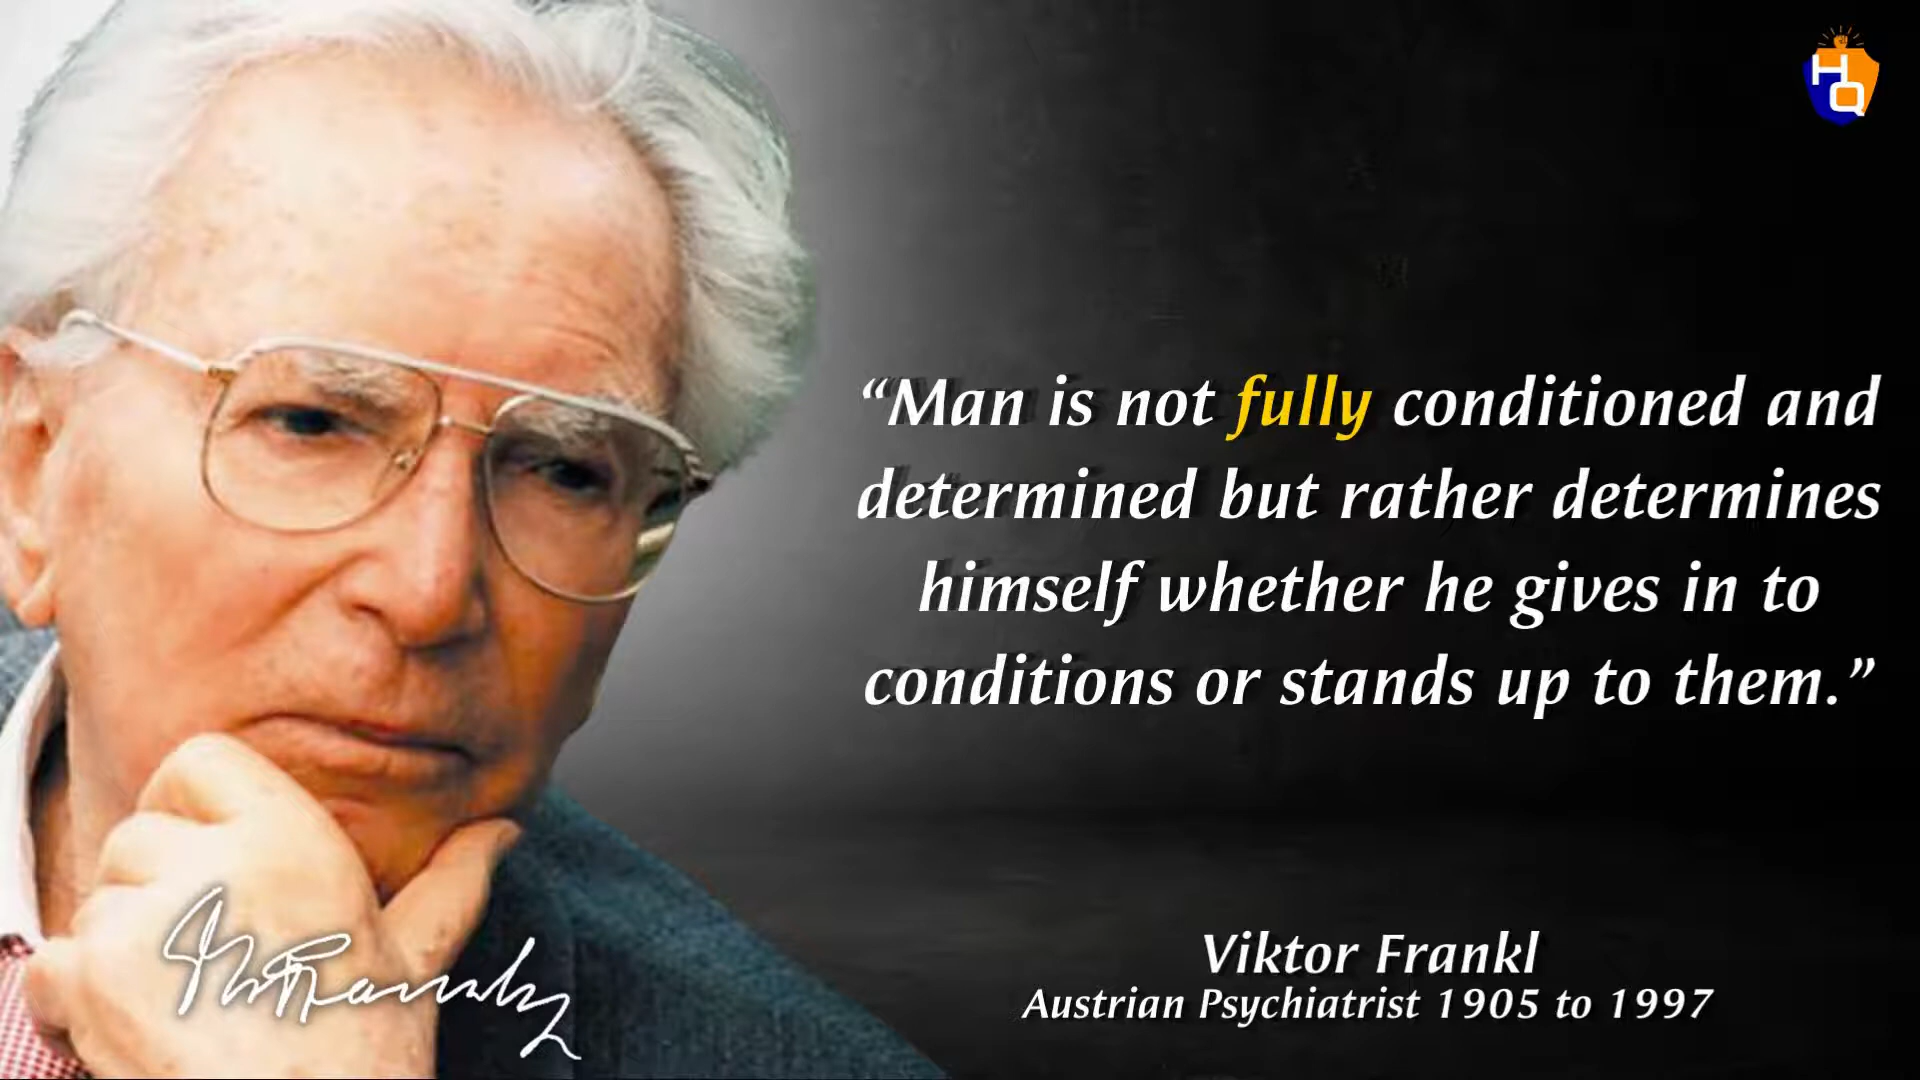 HQ
“Man is not fully conditioned and
determined but rather determines
himself whether he gives in to
conditions or stands up to them.”
Viktor Frankl
Austrian Psychiatrist 1905 to 1997